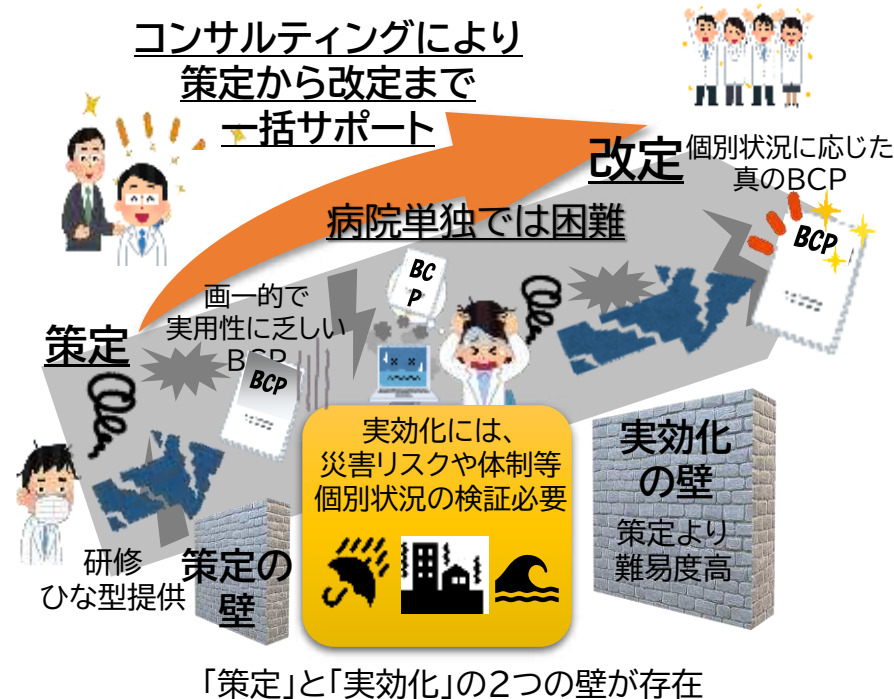 コンサルティングにより
策定から改定まで
一括サポート
改定
個別状況に応じた
真のBCP
BCP
病院単独では困難
BC
P
画一的で
実用性に乏しい
BCP
BCP
策定
実効化には、
災害リスクや体制等
個別状況の検証必要
実効化
の壁
策定より
難易度高
研修
ひな型提供
策定の
壁
「策定」と「実効化」の2つの壁が存在